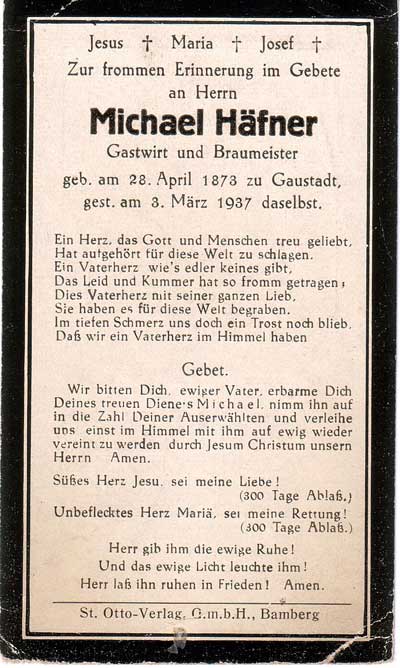 Jesus † Maria † Josef †
Zur frommen Erinnerung im Gebete
an Herrn
Michael Häfner
Gastwirt und Braumeister
geb. am 28. April 1873 zu Gaustadt,
gest. am 3. März 1937 daselbst.
Ein Herz, das Gott und Menschen treu geliebt,
Hat aufgehört für diese Welt zu schlagen.
Ein Vaterherz wie's edler keines gibt,
Das Leid und Kummer hat so fromm getragen;
Dies Vaterherz mit seiner ganzen Lieb,
Sie haben es für diese Welt begraben.
Im tiefen Schmerz uns doch ein Trost noch blieb,
Daß wir ein Vaterherz im Himmel haben
Gebet.
Wir bitten Dich, ewiger Vater, erbarme Dich
Deines treuen Dieners Michael, nimm ihn auf
in die Zahl Deiner Auserwählten und verleihe
uns einst im Himmel mit ihm auf ewig wieder
vereint zu werden durch Jesum Christum unsern
Herrn Amen.
Süßes Herz Jesu, sei meine Liebe!
(300 Tage Ablaß.)
Unbeflecktes Herz Mariä, sei meine Rettung!
(300 Tage Ablaß.)
Herr gib ihm die ewige Ruhe!
Und das ewige Licht leuchte ihm!
Herr laß ihn ruhen in Frieden! Amen.
St. Otto-Verlag, G.m.b.H., Bamberg